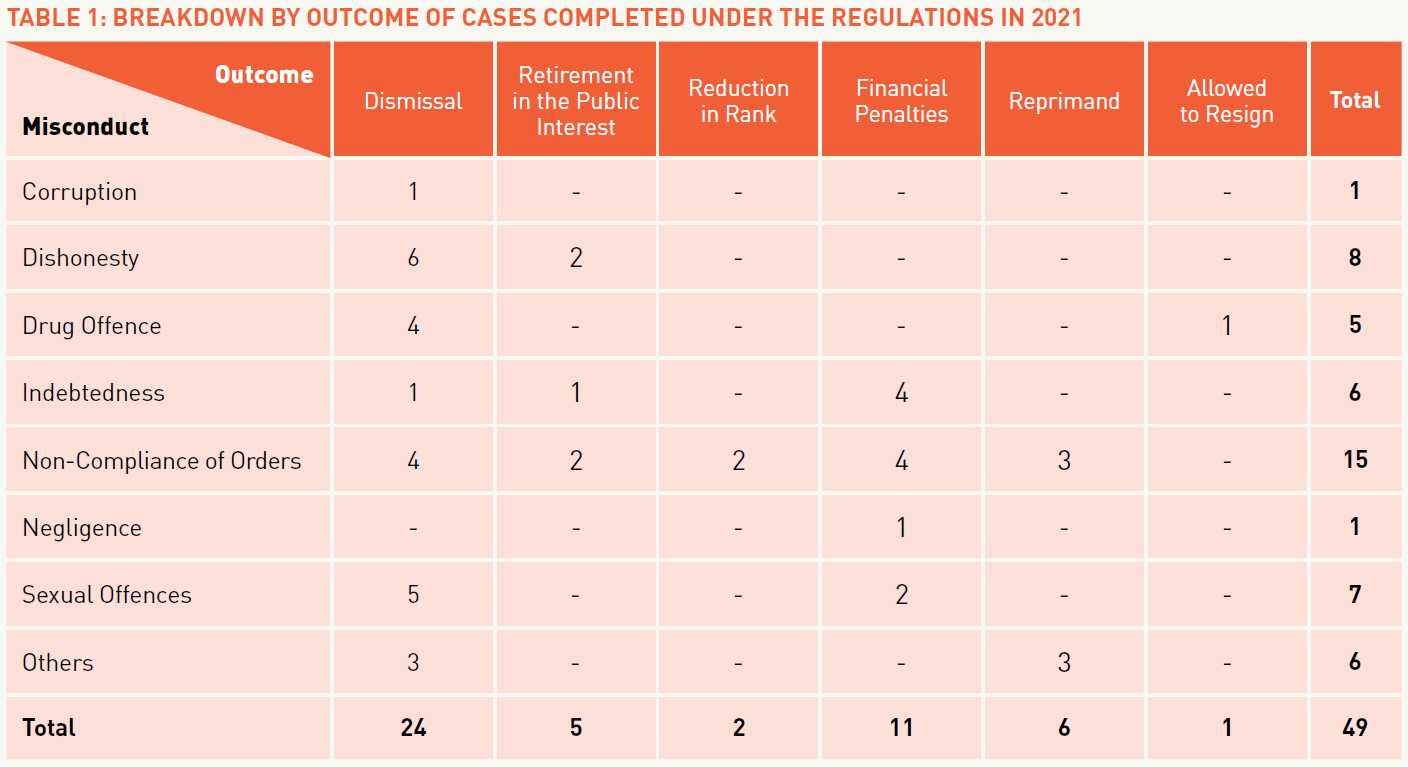 TABLE 1: BREAKDOWN BY OUTCOME OF CASES COMPLETED UNDER THE REGULATIONS IN 2021
Outcome
Misconduct
Dismissal
Retirement
in the Public
Interest
Reduction
in Rank
Financial
Penalties
Reprimand
Allowed
to Resign
Total
Corruption 1 - - - - - 1
Dishonesty 6 2 - - - - 8
Drug Offence 4 - - - - 1 5
Indebtedness 1 1 - 4 - - 6
Non-Compliance of Orders 4 2 2 4 3 - 15
Negligence - - - 1 - - 1
Sexual Offences 5 - - 2 - - 7
Others 3 - - - 3 - 6
Total 24 5 2 11 6 1 49